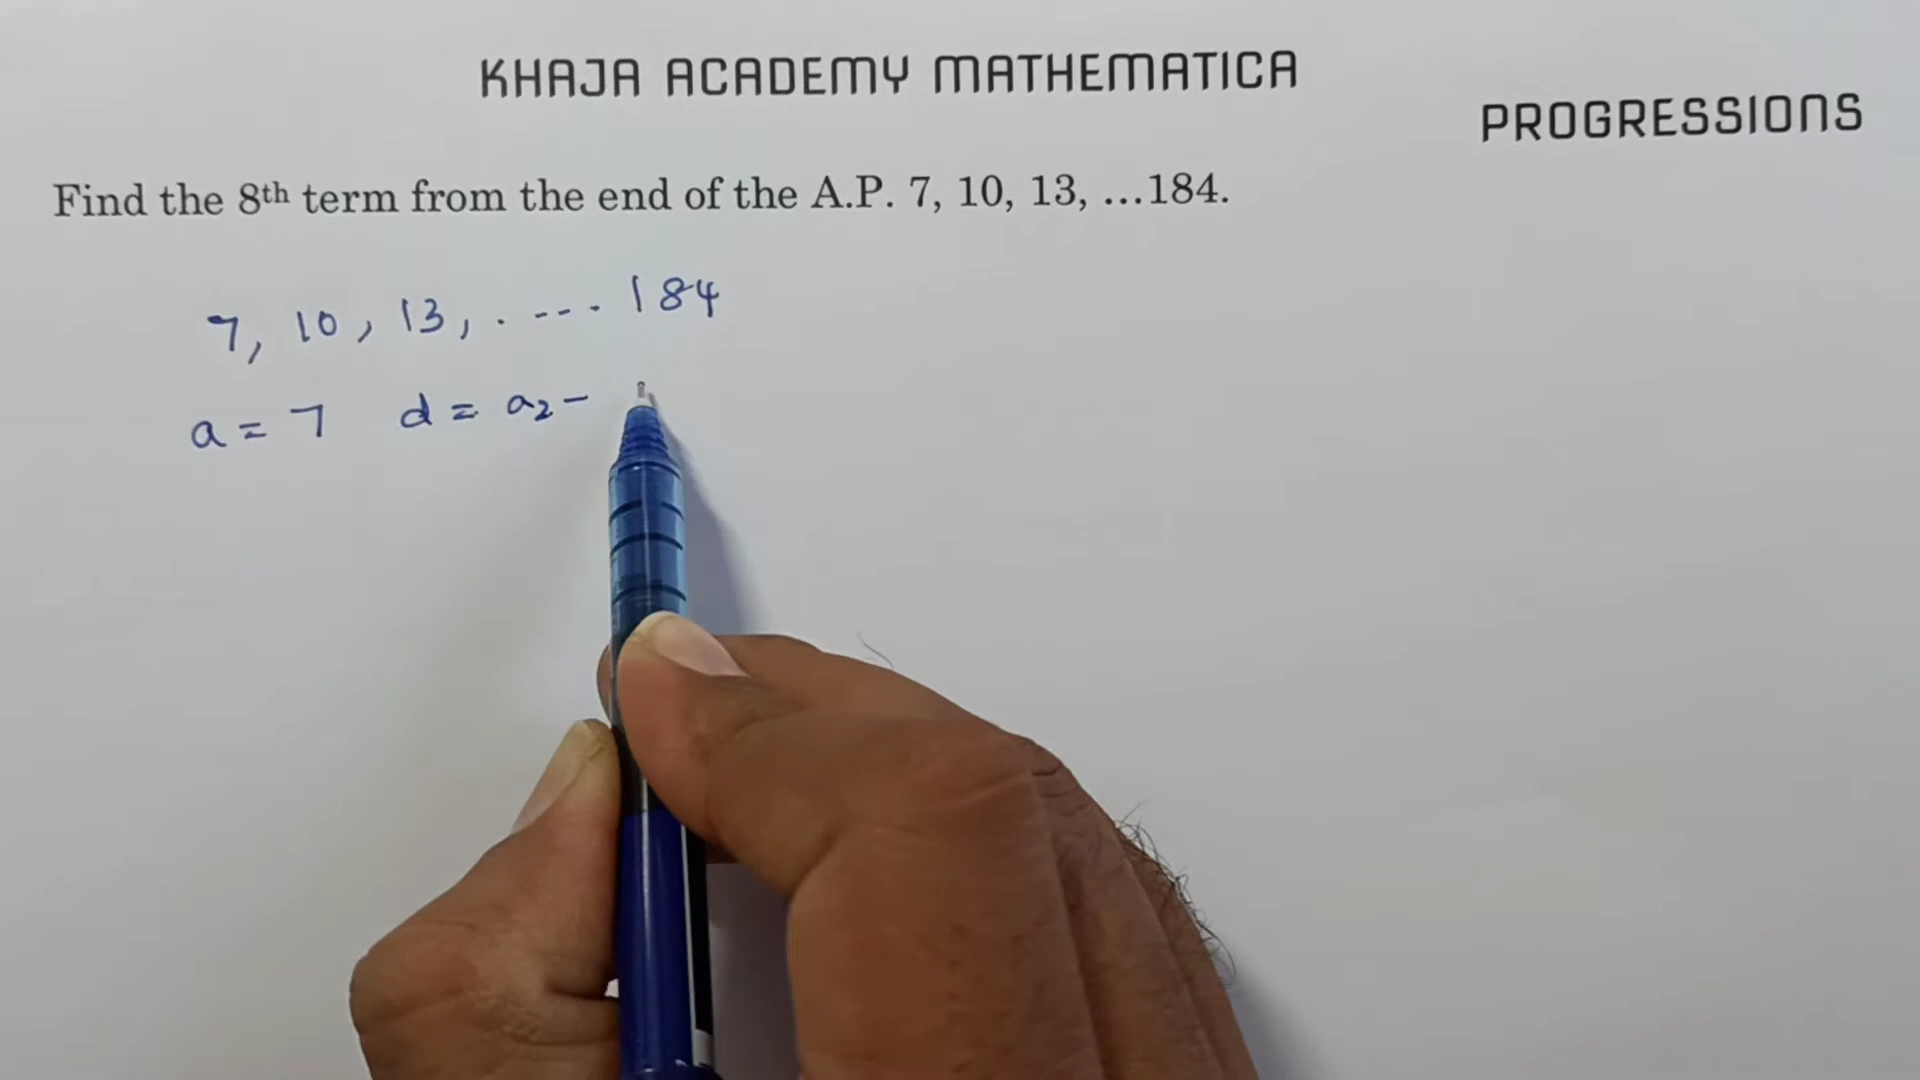 KHAJA ACADEMY MATHEMATICA
PROGRESSIONS
Find the 8th term from the end of the A.P. 7, 10, 13, ...184.
7, 10, 13, . --- . 184
a = 7 d = a2 -